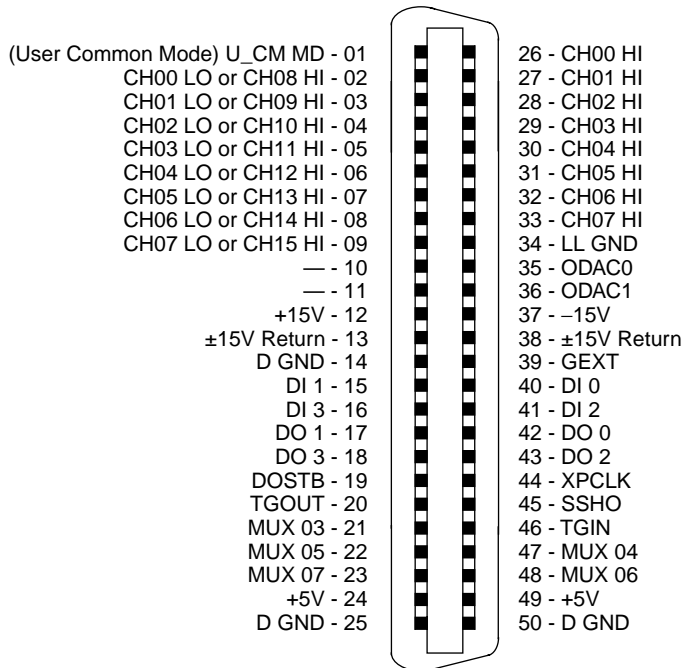 (User Common Mode) U_CM MD - 01
CH00 LO or CH08 HI - 02
CH01 LO or CH09 HI - 03
CH02 LO or CH10 HI - 04
CH03 LO or CH11 HI - 05
CH04 LO or CH12 HI - 06
CH05 LO or CH13 HI - 07
CH06 LO or CH14 HI - 08
CH07 LO or CH15 HI - 09
— - 10
— - 11
+15V - 12
±15V Return - 13
D GND - 14
DI 1 - 15
DI 3 - 16
DO 1 - 17
DO 3 - 18
DOSTB - 19
TGOUT - 20
MUX 03 - 21
MUX 05 - 22
MUX 07 - 23
+5V - 24
D GND - 25
26 - CH00 HI
27 - CH01 HI
28 - CH02 HI
29 - CH03 HI
30 - CH04 HI
31 - CH05 HI
32 - CH06 HI
33 - CH07 HI
34 - LL GND
35 - ODAC0
36 - ODAC1
37 - –15V
38 - ±15V Return
39 - GEXT
40 - DI 0
41 - DI 2
42 - DO 0
43 - DO 2
44 - XPCLK
45 - SSHO
46 - TGIN
47 - MUX 04
48 - MUX 06
49 - +5V
50 - D GND